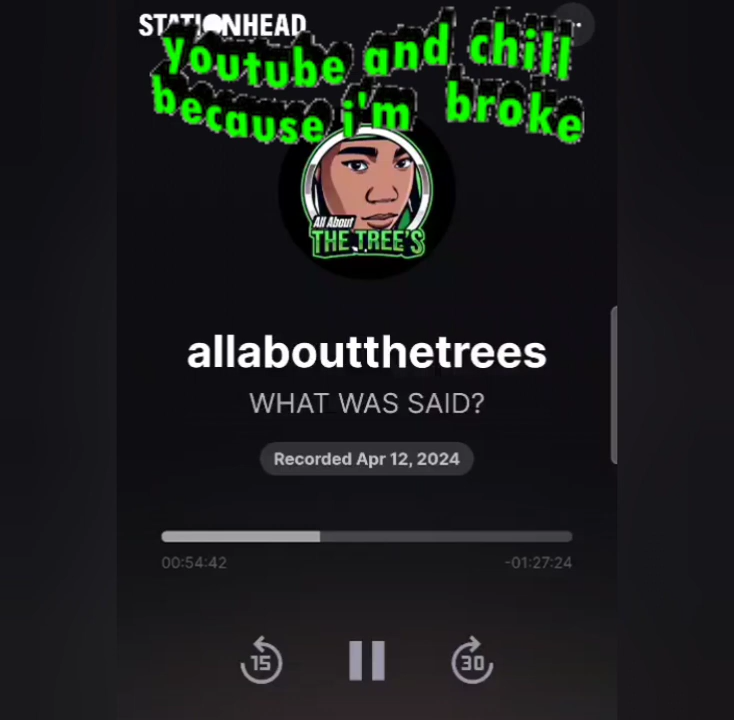 STATIONHEAD
youtube and chill
because i'm broke
All About
THE TREE'S
allaboutthetrees
WHAT WAS SAID?
Recorded Apr 12, 2024
00:54:42
-01:27:24
15
30